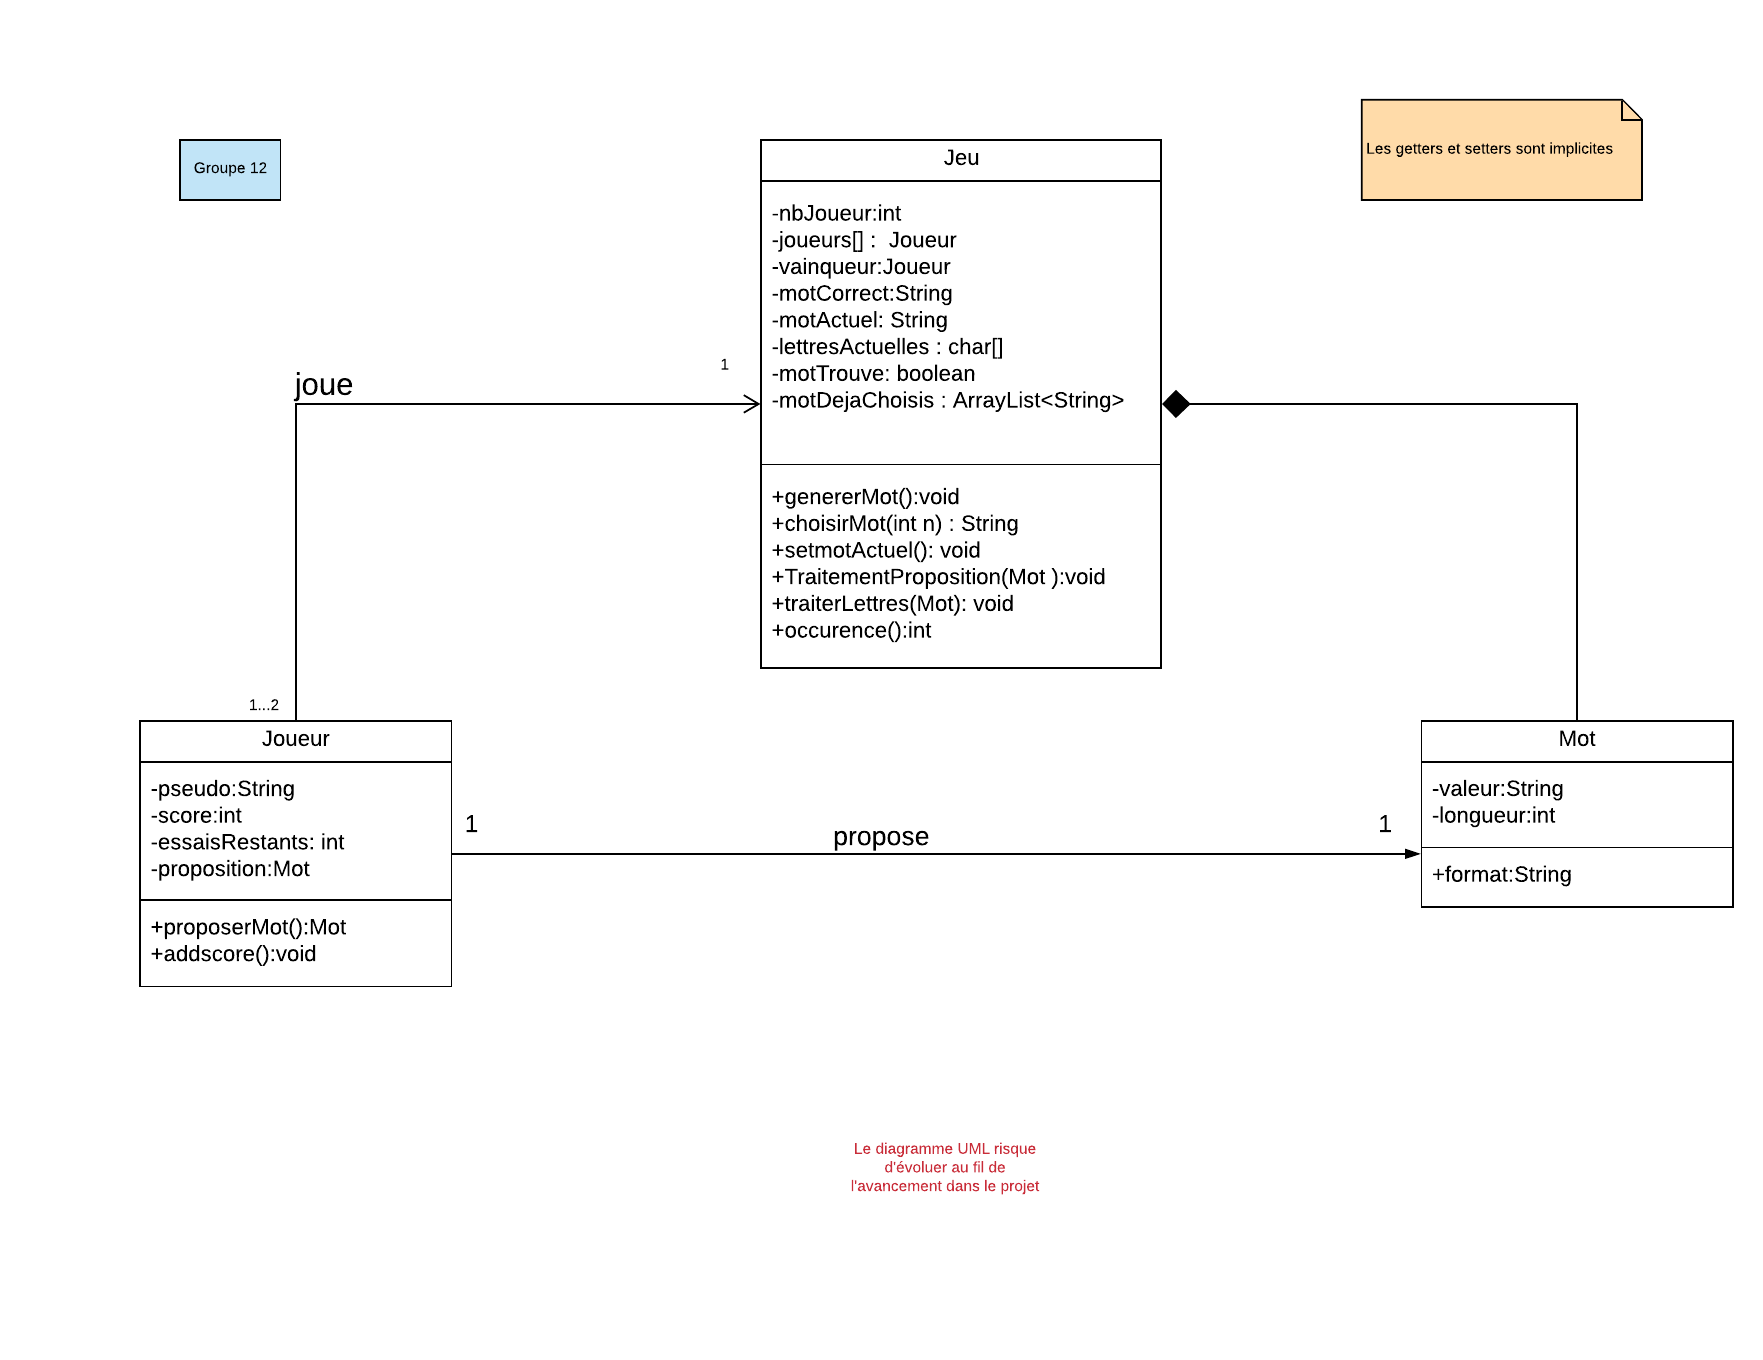 Groupe 12
Les getters et setters sont implicites
Jeu
-nbJoueur:int
-joueurs[] :  Joueur
-vainqueur:Joueur
-motCorrect:String
-motActuel: String
-lettresActuelles : char[]
-motTrouve: boolean
-motDejaChoisis : ArrayList<String>
+genererMot():void
+choisirMot(int n) : String
+setmotActuel(): void
+TraitementProposition(Mot ):void
+traiterLettres(Mot): void
+occurence():int
joue
1
1...2
Joueur
-pseudo:String
-score:int
-essaisRestants: int
-proposition:Mot
+proposerMot():Mot
+addscore():void
1
propose
1
Mot
-valeur:String
-longueur:int
+format:String
Le diagramme UML risque
d'évoluer au fil de
l'avancement dans le projet